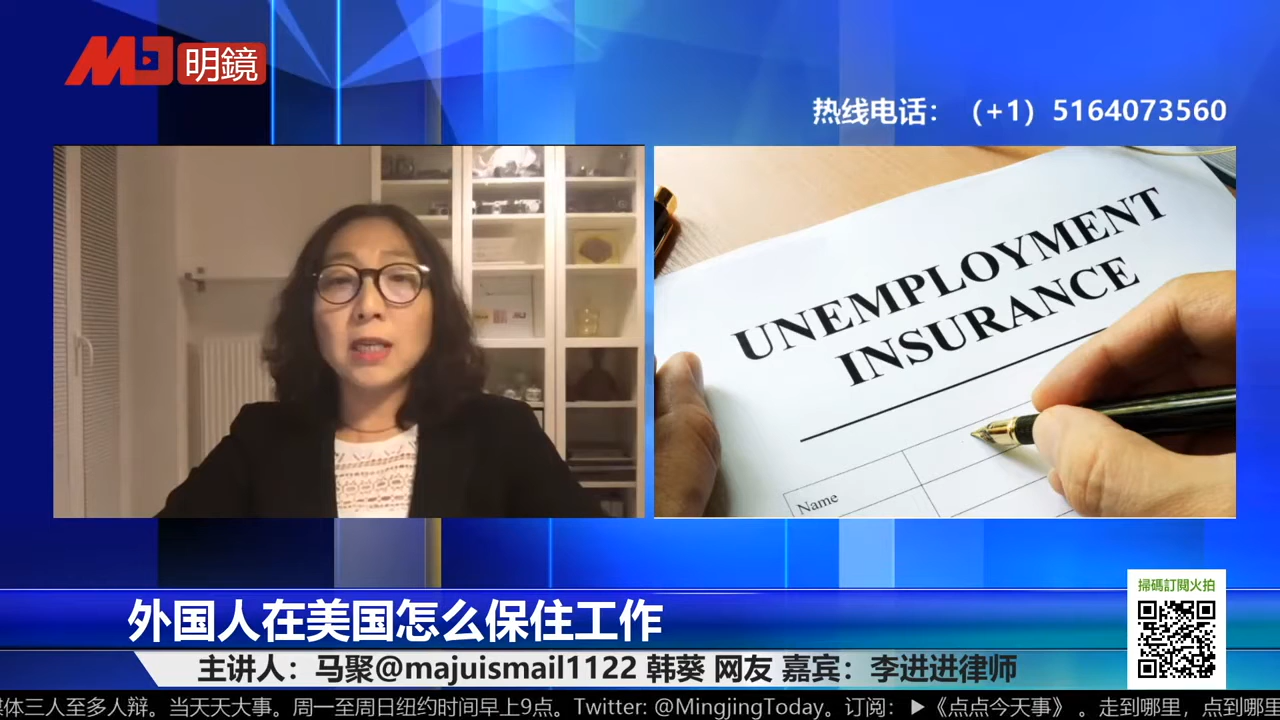 MD 明鏡
热线电话：（+1）5164073560
UNEMPLOYMENT
INSURANCE
Name
掃碼訂閱火拍
外国人在美国怎么保住工作
主讲人：马聚@majuismail1122 韩葵 网友 嘉宾：李进进律师
媒体三人至多人辩。当天天大事。周一至周日纽约时间早上9点。Twitter: @MingjingToday。订阅：▶《点点今天事》 。走到哪里，点到哪里